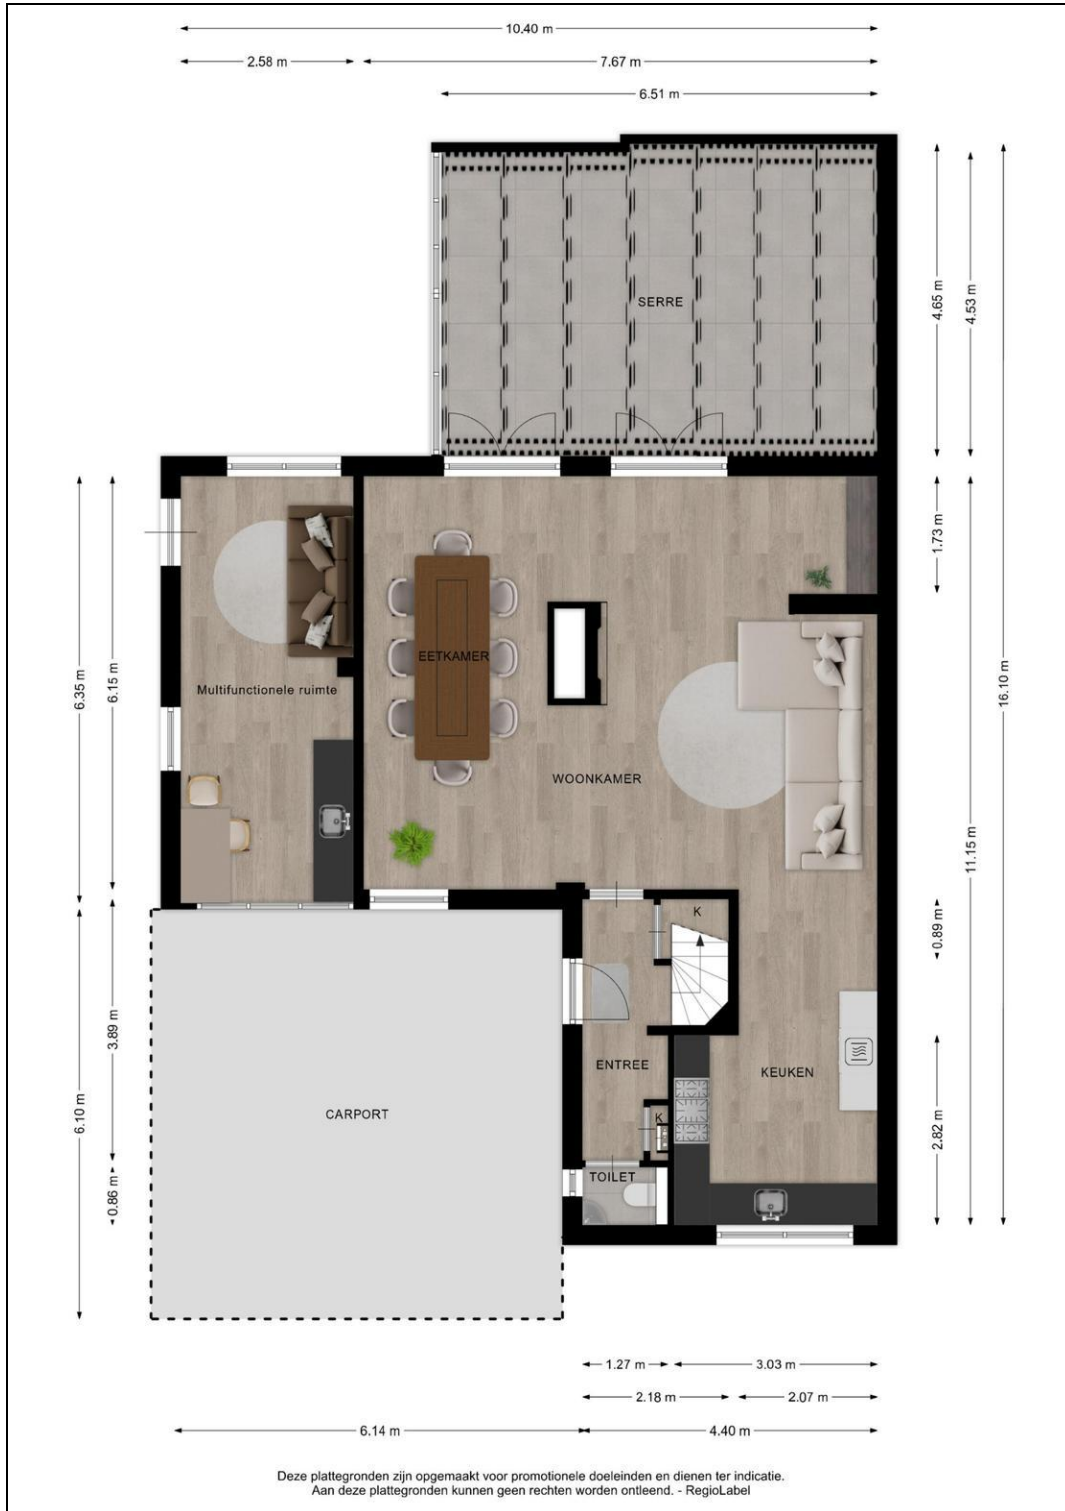 10.40 m
2.58 m
7.67 m
6.51 m
4.65 m
4.53 m
SERRE
1.73 m
6.35 m
6.15 m
16.10 m
EETKAMER
Multifunctionele ruimte
WOONKAMER
11.15 m
K
0.89 m
3.89 m
ENTREE
KEUKEN
6.10 m
CARPORT
K
2.82 m
0.86 m
TOILET
1.27 m
3.03 m
2.18 m
2.07 m
6.14 m
4.40 m
Deze plattegronden zijn opgemaakt voor promotionele doeleinden en dienen ter indicatie.
Aan deze plattegronden kunnen geen rechten worden ontleend. - RegioLabel